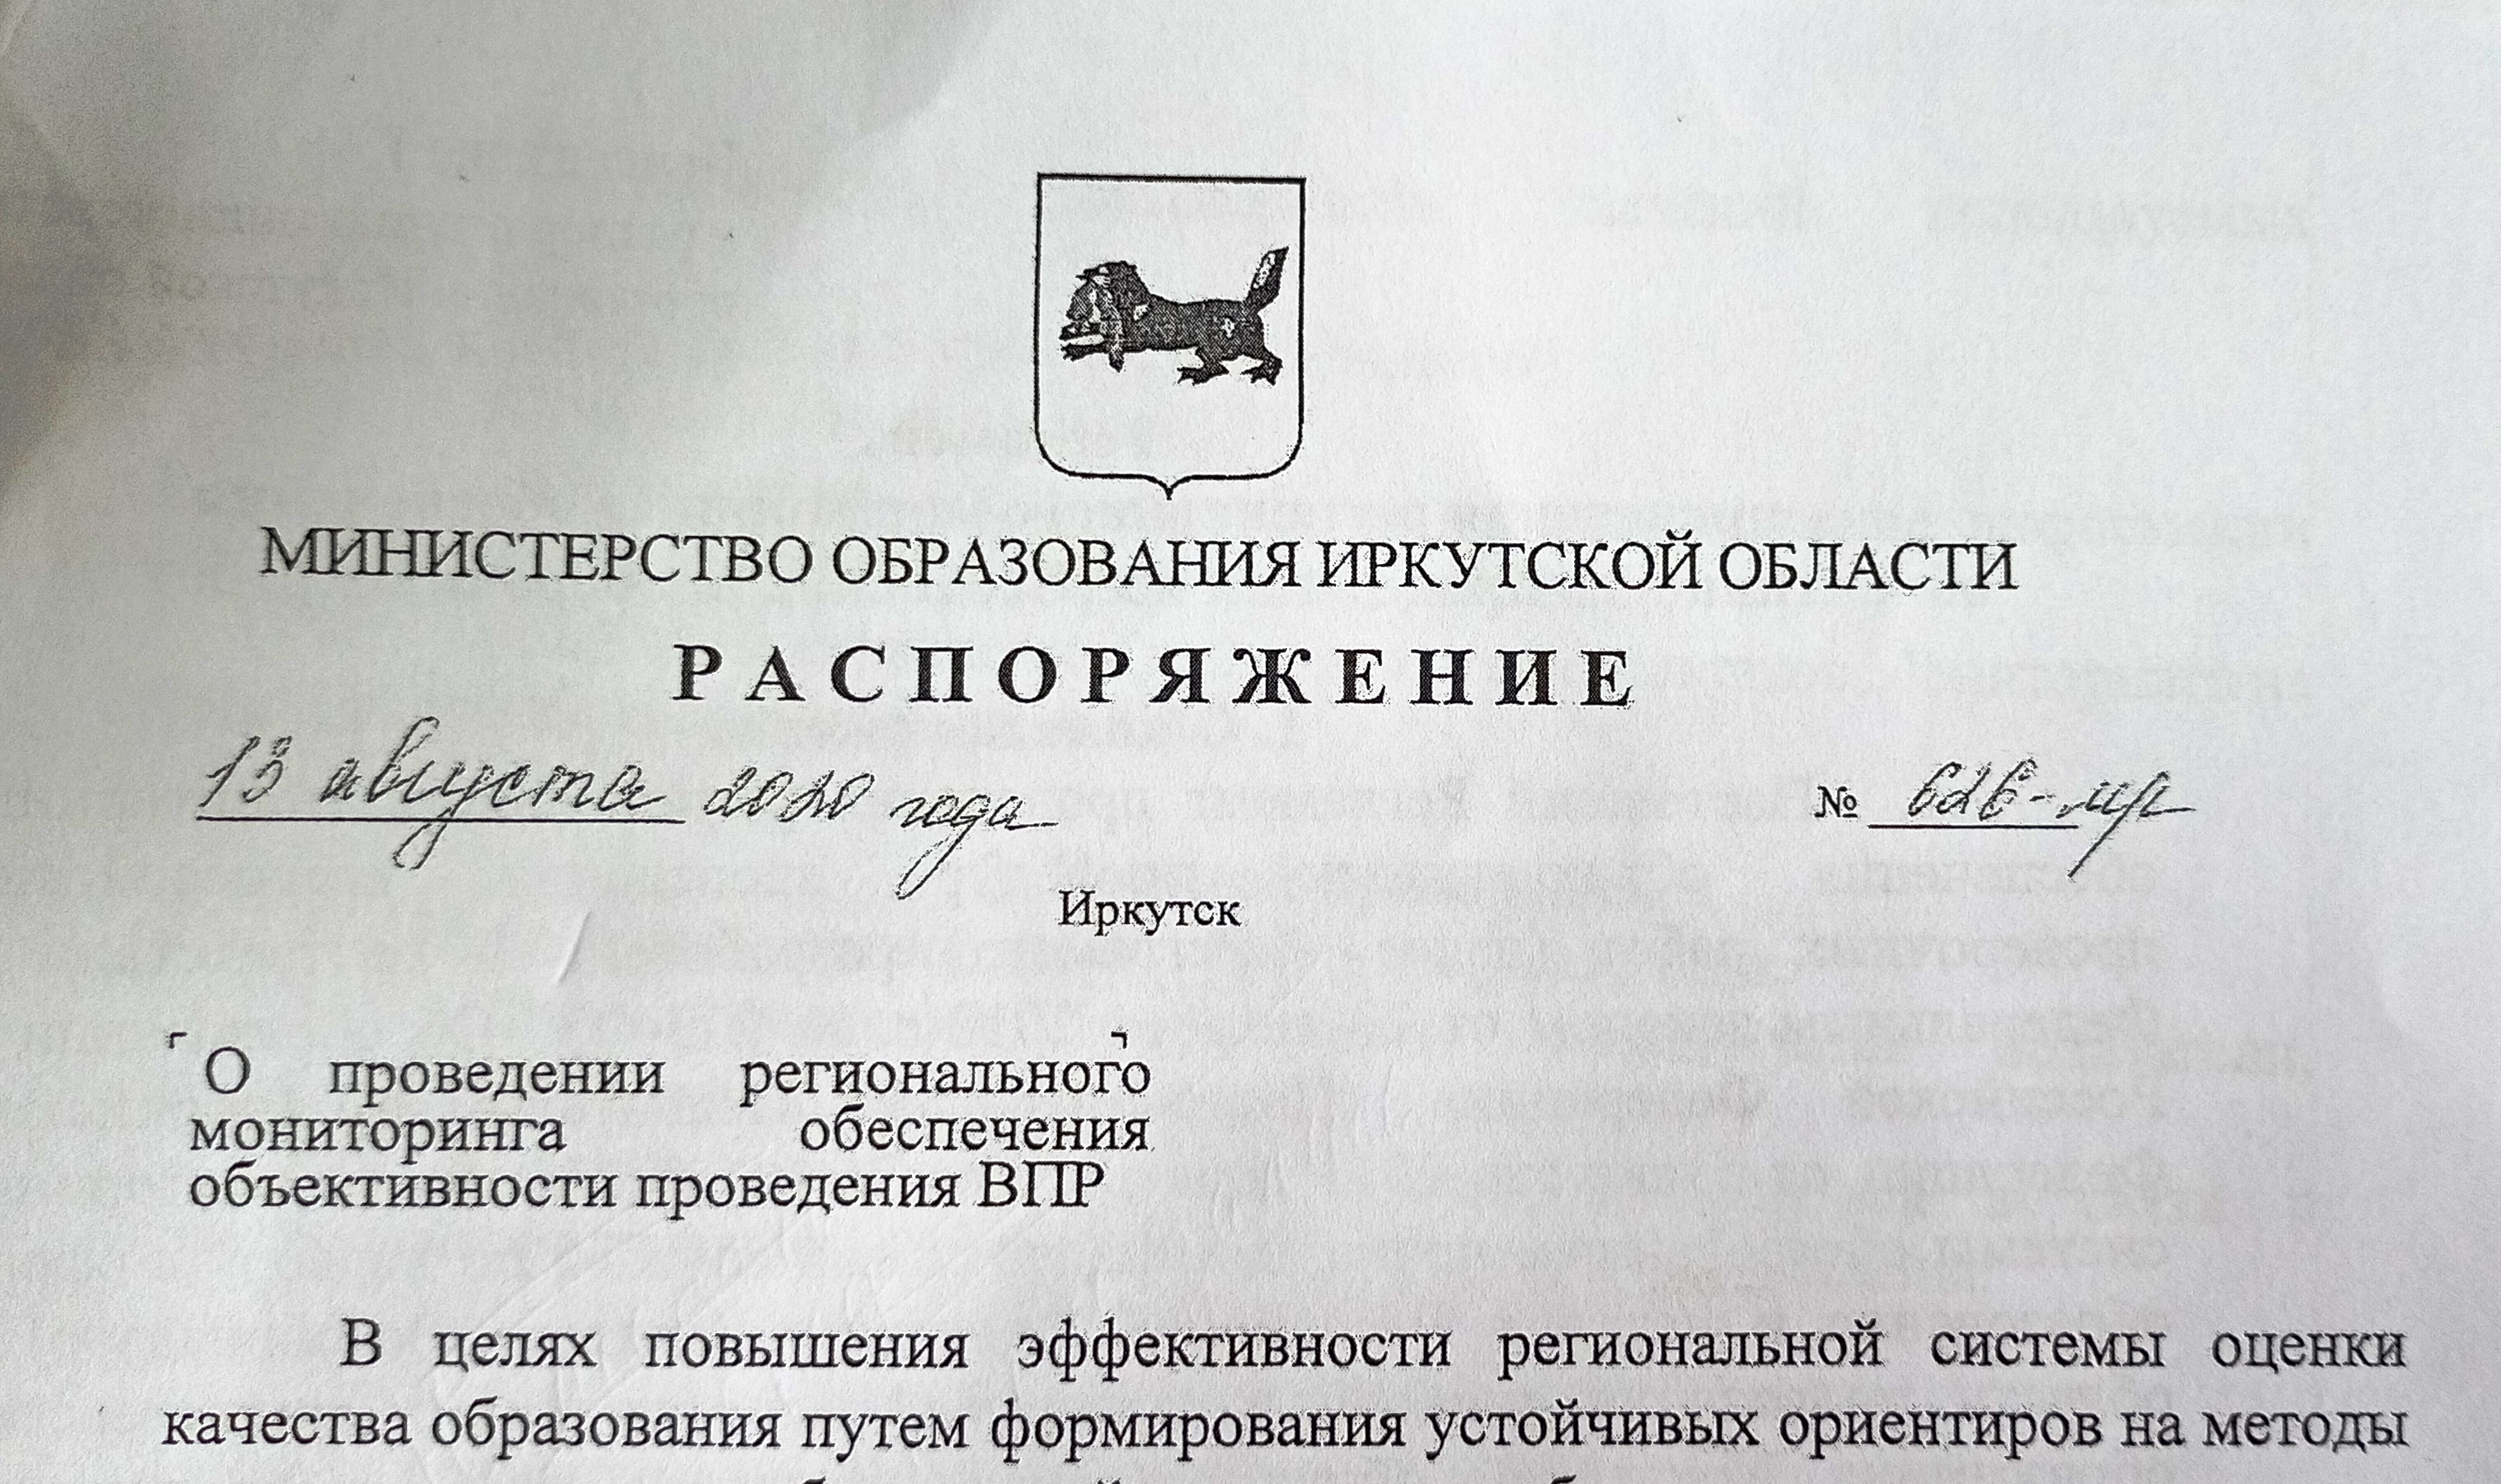 МИНИСТЕРСТВО ОБРАЗОВАНИЯ ИРКУТСКОЙ ОБЛАСТИ
РАСПОРЯЖЕНИЕ
13 августа 2020 года № 626-мр
Иркутск
О проведении регионального
мониторинга обеспечения
объективности проведения ВПР
В целях повышения эффективности региональной системы оценки
качества образования путем формирования устойчивых ориентиров на методы